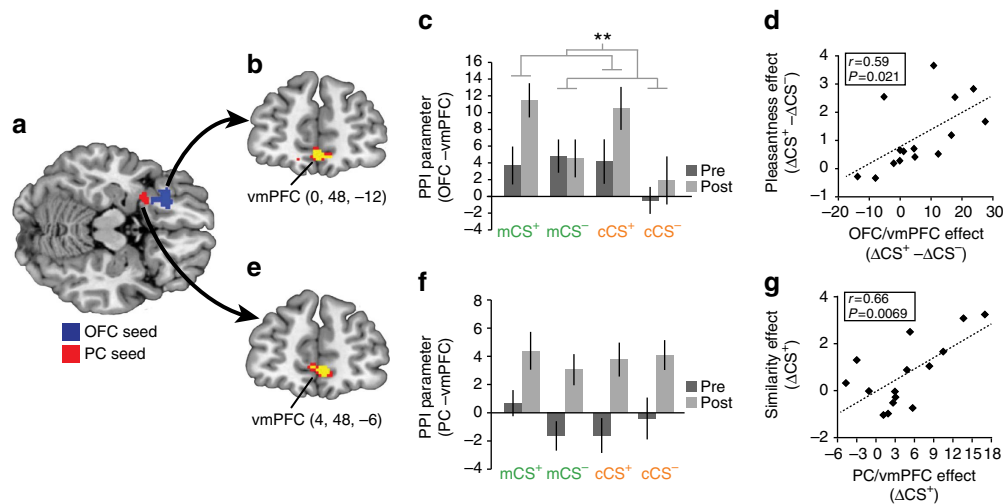 a
OFC seed
PC seed
b
vmPFC (0, 48, −12)
c
**
PPI parameter
(OFC –vmPFC)
16
14
12
10
8
6
4
2
0
−2
−4
Pre
Post
mCS⁺
mCS⁻
cCS⁺
cCS⁻
d
r=0.59
P=0.021
Pleasantness effect
(ΔCS⁺ –ΔCS⁻)
4
3
2
1
0
−1
−20
−10
0
10
20
30
OFC/vmPFC effect
(ΔCS⁺ –ΔCS⁻)
e
vmPFC (4, 48, −6)
f
PPI parameter
(PC –vmPFC)
8
6
4
2
0
−2
−4
Pre
Post
mCS⁺
mCS⁻
cCS⁺
cCS⁻
g
r=0.66
P=0.0069
Similarity effect
(ΔCS⁺)
4
2
0
−2
−6
−3
0
3
6
9
12
15
18
PC/vmPFC effect
(ΔCS⁺)